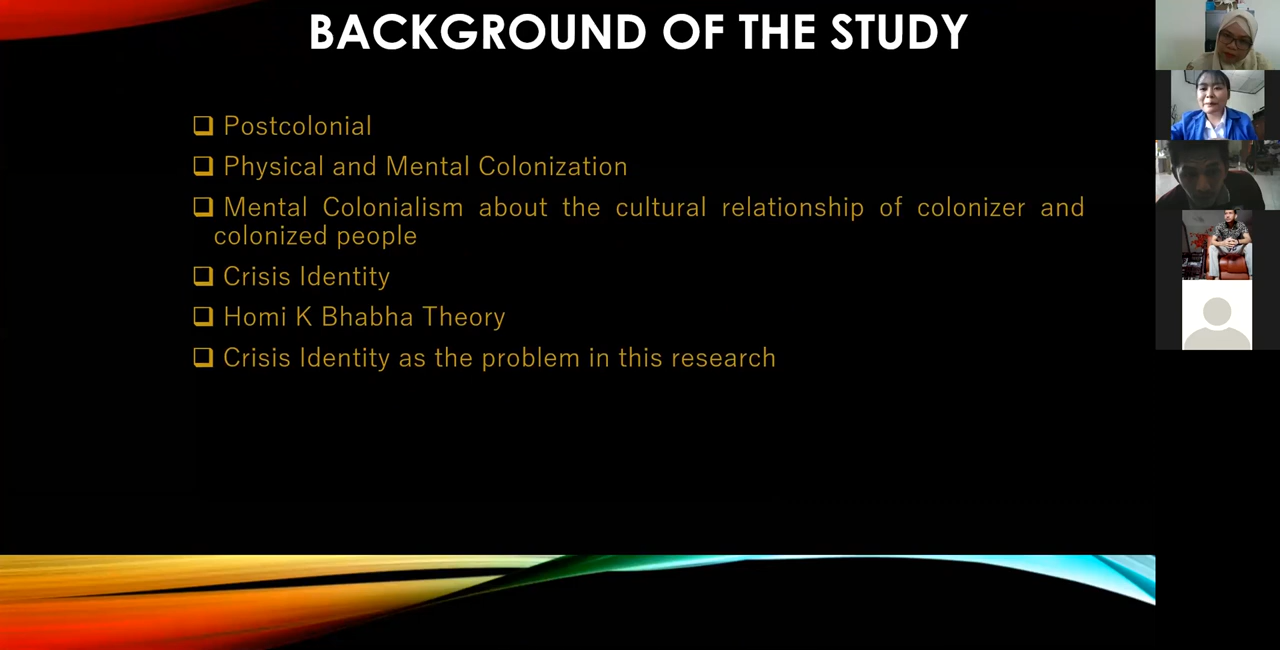 BACKGROUND OF THE STUDY
Postcolonial
Physical and Mental Colonization
Mental Colonialism about the cultural relationship of colonizer and
colonized people
Crisis Identity
Homi K Bhabha Theory
Crisis Identity as the problem in this research